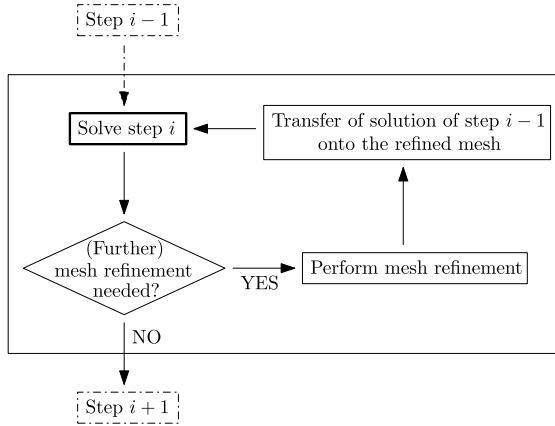 Step i − 1
Solve step i
Transfer of solution of step i − 1
onto the refined mesh
(Further)
mesh refinement
needed?
YES
Perform mesh refinement
NO
Step i + 1